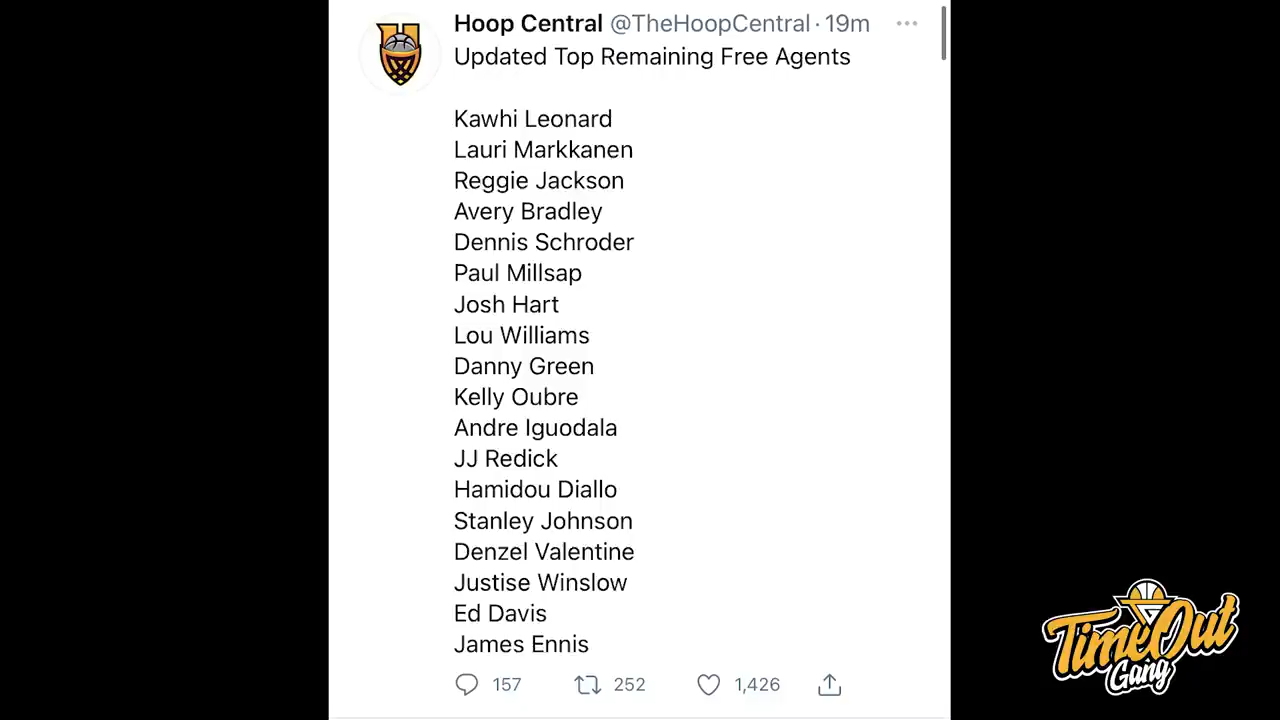 Hoop Central @TheHoopCentral · 19m
Updated Top Remaining Free Agents
Kawhi Leonard
Lauri Markkanen
Reggie Jackson
Avery Bradley
Dennis Schroder
Paul Millsap
Josh Hart
Lou Williams
Danny Green
Kelly Oubre
Andre Iguodala
JJ Redick
Hamidou Diallo
Stanley Johnson
Denzel Valentine
Justise Winslow
Ed Davis
James Ennis
157 252 1,426
TimeOut
Gang